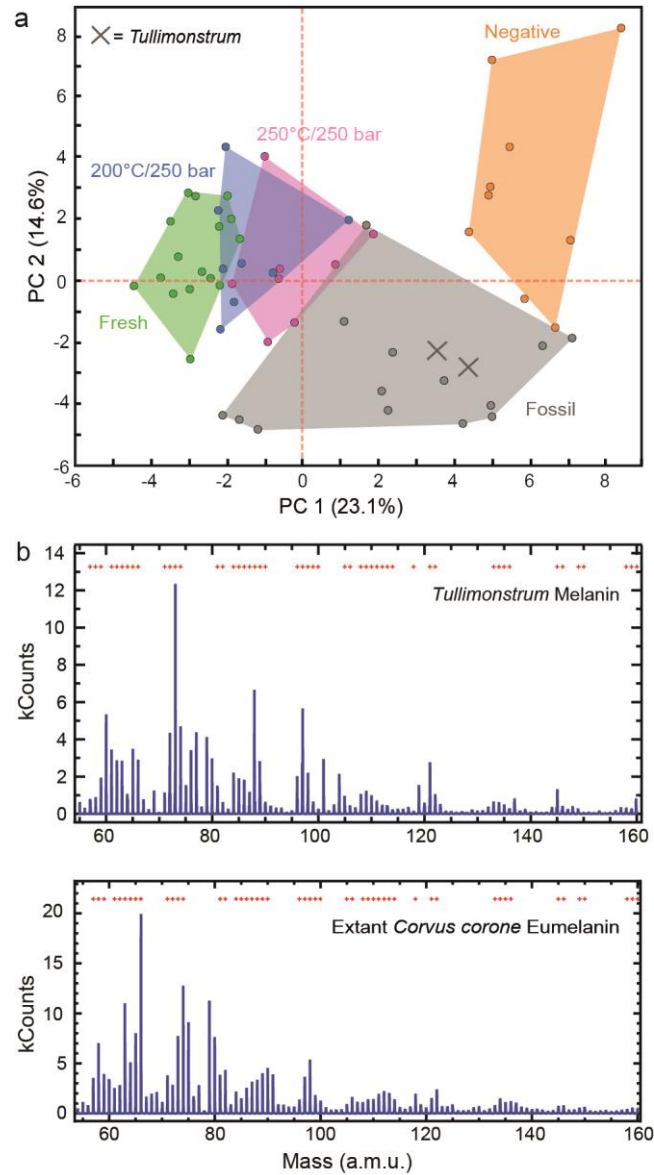 a
= Tullimonstrum
Negative
250°C/250 bar
200°C/250 bar
Fresh
Fossil
PC 2 (14.6%)
8
6
4
2
0
-2
-4
-6
-6 -4 -2 0 2 4 6 8
PC 1 (23.1%)
b
Tullimonstrum Melanin
kCounts
14
12
10
8
6
4
2
0
60 80 100 120 140 160
Extant Corvus corone Eumelanin
kCounts
20
15
10
5
0
60 80 100 120 140 160
Mass (a.m.u.)